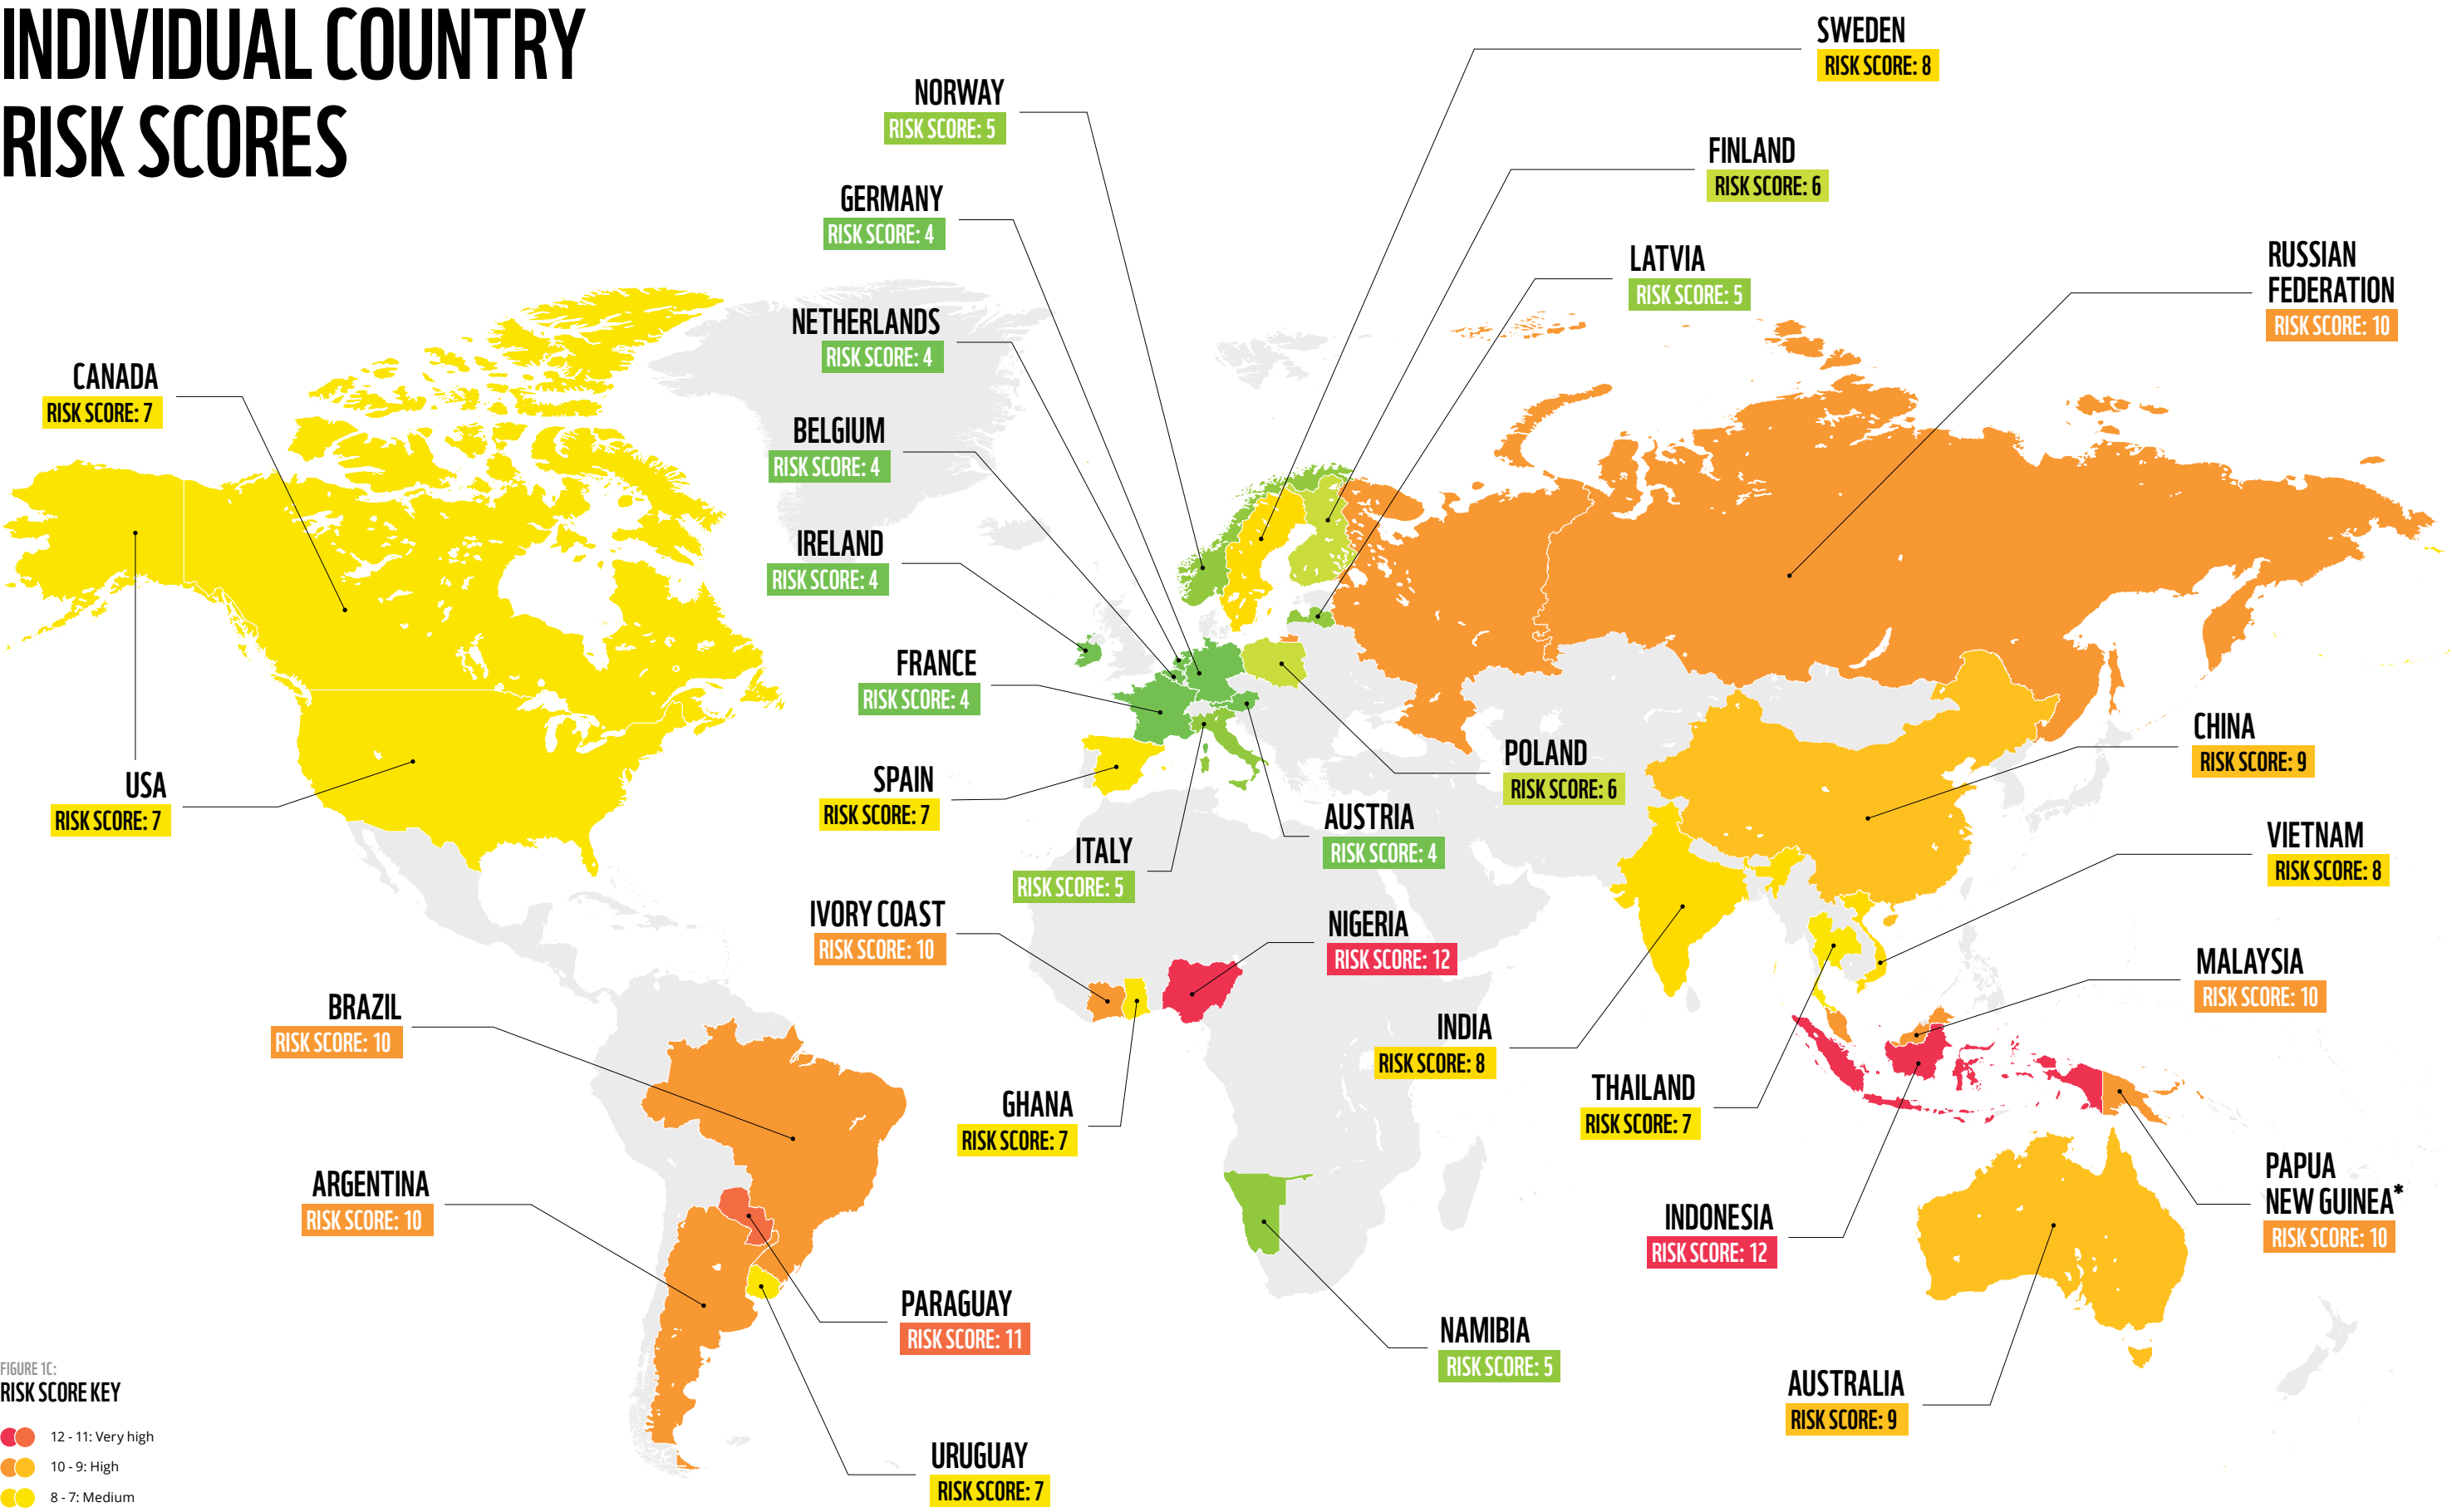 INDIVIDUAL COUNTRY
RISK SCORES
SWEDEN
RISK SCORE: 8
NORWAY
RISK SCORE: 5
FINLAND
RISK SCORE: 6
GERMANY
RISK SCORE: 4
LATVIA
RISK SCORE: 5
RUSSIAN
FEDERATION
RISK SCORE: 10
NETHERLANDS
RISK SCORE: 4
CANADA
RISK SCORE: 7
BELGIUM
RISK SCORE: 4
IRELAND
RISK SCORE: 4
FRANCE
RISK SCORE: 4
CHINA
RISK SCORE: 9
POLAND
RISK SCORE: 6
USA
RISK SCORE: 7
SPAIN
RISK SCORE: 7
AUSTRIA
RISK SCORE: 4
VIETNAM
RISK SCORE: 8
ITALY
RISK SCORE: 5
IVORY COAST
RISK SCORE: 10
NIGERIA
RISK SCORE: 12
MALAYSIA
RISK SCORE: 10
BRAZIL
RISK SCORE: 10
INDIA
RISK SCORE: 8
THAILAND
RISK SCORE: 7
GHANA
RISK SCORE: 7
PAPUA
NEW GUINEA*
RISK SCORE: 10
ARGENTINA
RISK SCORE: 10
INDONESIA
RISK SCORE: 12
PARAGUAY
RISK SCORE: 11
NAMIBIA
RISK SCORE: 5
AUSTRALIA
RISK SCORE: 9
URUGUAY
RISK SCORE: 7
FIGURE 1C:
RISK SCORE KEY
12 - 11: Very high
10 - 9: High
8 - 7: Medium